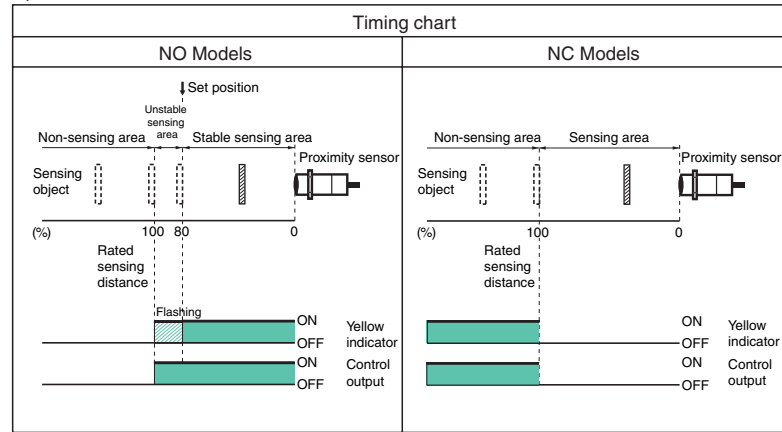 Timing chart
NO Models
NC Models
Set position
Unstable
sensing
area
Non-sensing area
Stable sensing area
Proximity sensor
Sensing
object
(%)
100
80
0
Rated
sensing
distance
Flashing
ON
OFF
Yellow
indicator
ON
OFF
Control
output
Non-sensing area
Sensing area
Proximity sensor
Sensing
object
(%)
100
0
Rated
sensing
distance
ON
OFF
Yellow
indicator
ON
OFF
Control
output